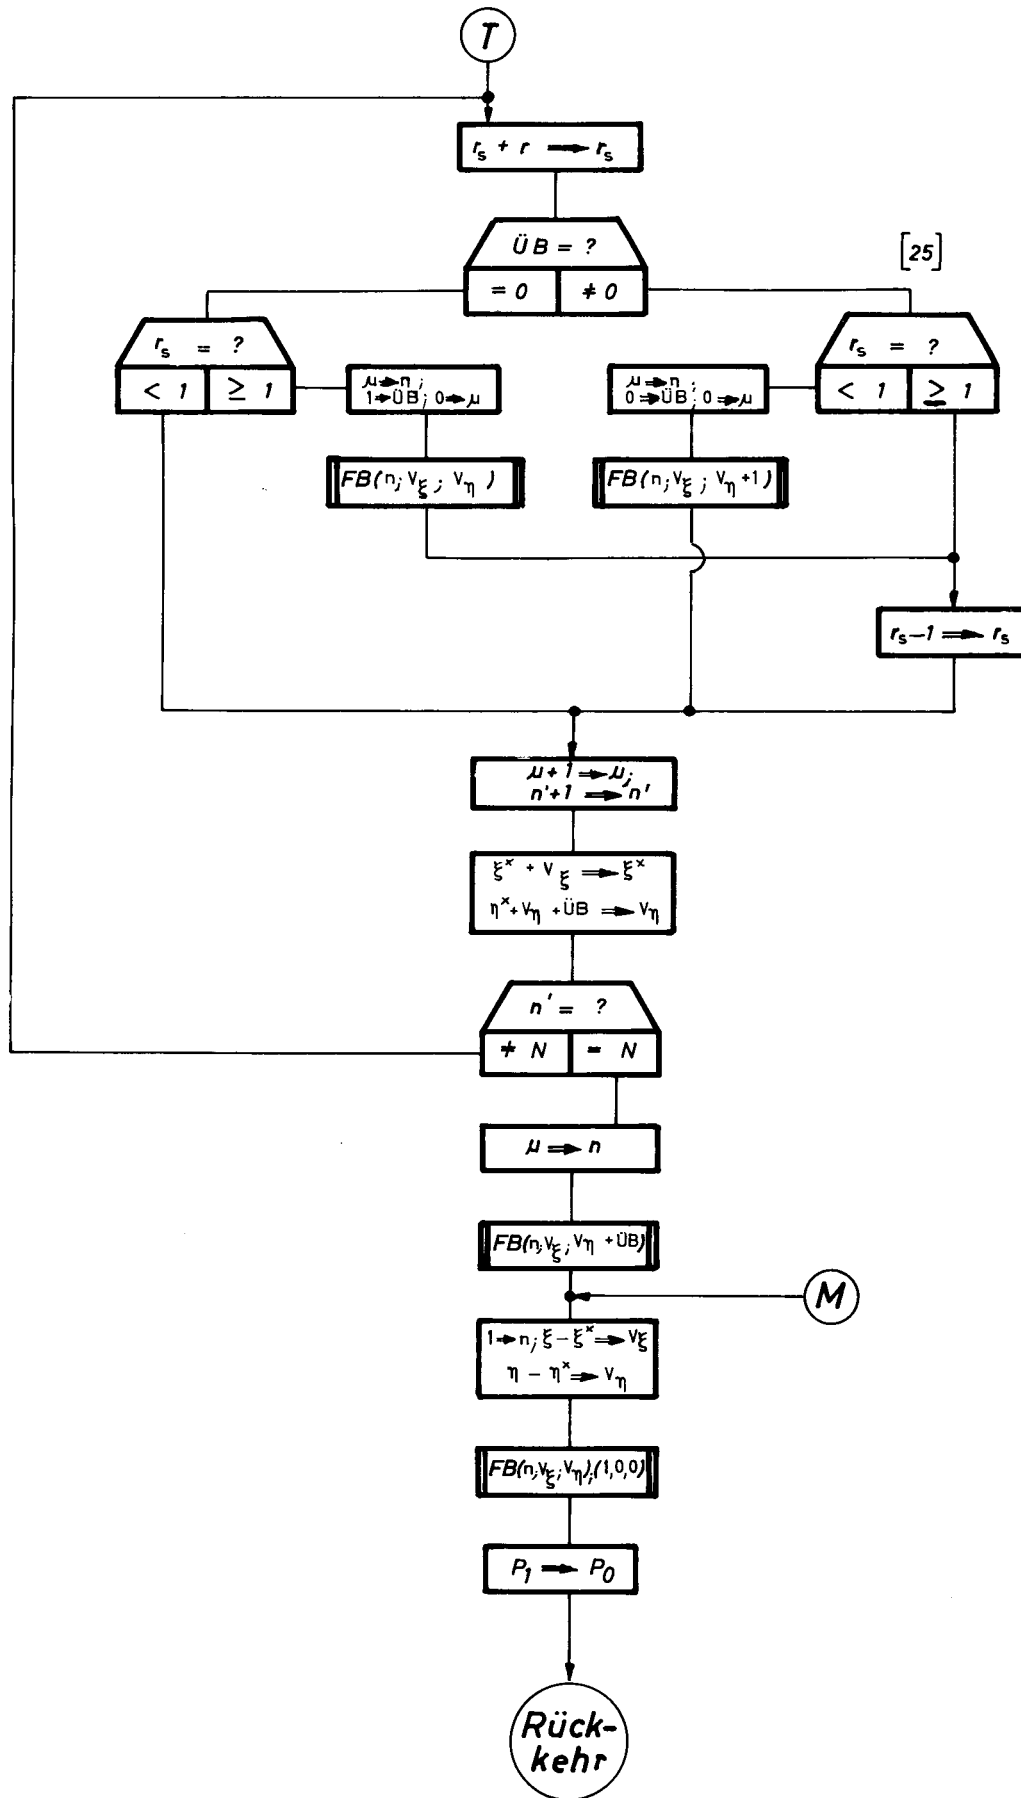 T
r_s + r ⟹ r_s
ÜB = ?
= 0 ≠ 0
[25]
r_s = ?
< 1 ≥ 1
μ⇒n;
1⇒ÜB; 0⇒μ
μ⇒n;
0⇒ÜB; 0⇒μ
r_s = ?
< 1 ≥ 1
FB(n; V_ξ; V_η)
FB(n; V_ξ; V_η +1)
r_s–1 ⟹ r_s
μ+1 ⟹ μ;
n'+1 ⟹ n'
ξ^x + V_ξ ⟹ ξ^x
η^x + V_η + ÜB ⟹ V_η
n' = ?
≠ N = N
μ ⟹ n
FB(n; V_ξ; V_η + ÜB)
M
1⇒n; ξ – ξ^x ⟹ V_ξ
η – η^x ⟹ V_η
FB(n; V_ξ; V_η); (1,0,0)
P_1 ⟹ P_0
Rück-
kehr